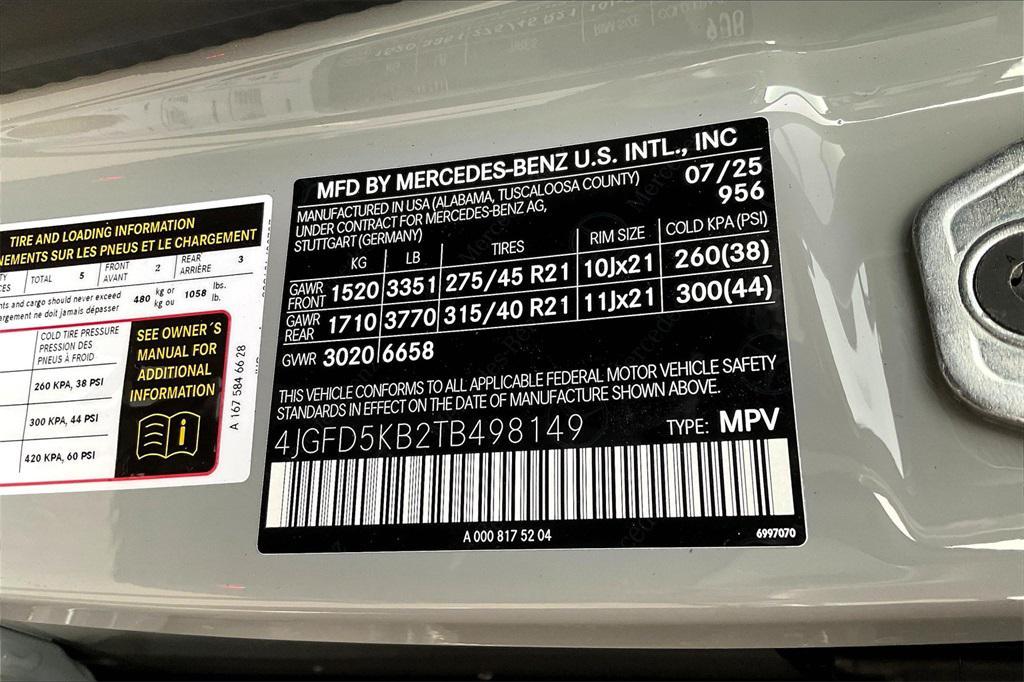 TIRE AND LOADING INFORMATION
NEMENTS SUR LES PNEUS ET LE CHARGEMENT
TOTAL 5 FRONT AVANT 2 REAR ARRIÈRE 3
nts and cargo should never exceed 480 kg or 1058 lbs.
argement ne doit jamais dépasser kg ou lb.
COLD TIRE PRESSURE
PRESSION DES
PNEUS À FROID
260 KPA, 38 PSI
300 KPA, 44 PSI
420 KPA, 60 PSI
SEE OWNER´S
MANUAL FOR
ADDITIONAL
INFORMATION
A 167 584 66 28
MFD BY MERCEDES-BENZ U.S. INTL., INC
MANUFACTURED IN USA (ALABAMA, TUSCALOOSA COUNTY) 07/25
UNDER CONTRACT FOR MERCEDES-BENZ AG, 956
STUTTGART (GERMANY)
KG LB TIRES RIM SIZE COLD KPA (PSI)
GAWR FRONT 1520 3351 275/45 R21 10Jx21 260(38)
GAWR REAR 1710 3770 315/40 R21 11Jx21 300(44)
GVWR 3020 6658
THIS VEHICLE CONFORMS TO ALL APPLICABLE FEDERAL MOTOR VEHICLE SAFETY
STANDARDS IN EFFECT ON THE DATE OF MANUFACTURE SHOWN ABOVE.
4JGFD5KB2TB498149 TYPE: MPV
A 000 817 52 04 6997070